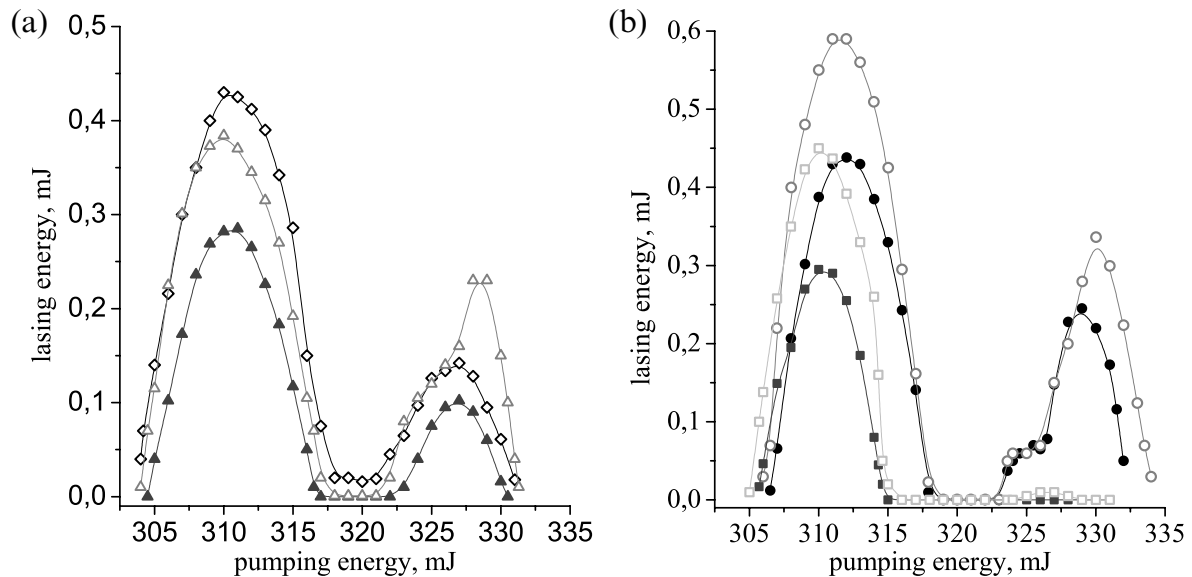 (a)
0,5
0,4
0,3
0,2
0,1
0,0
lasing energy, mJ
305 310 315 320 325 330 335
pumping energy, mJ
(b)
0,6
0,5
0,4
0,3
0,2
0,1
0,0
lasing energy, mJ
305 310 315 320 325 330 335
pumping energy, mJ